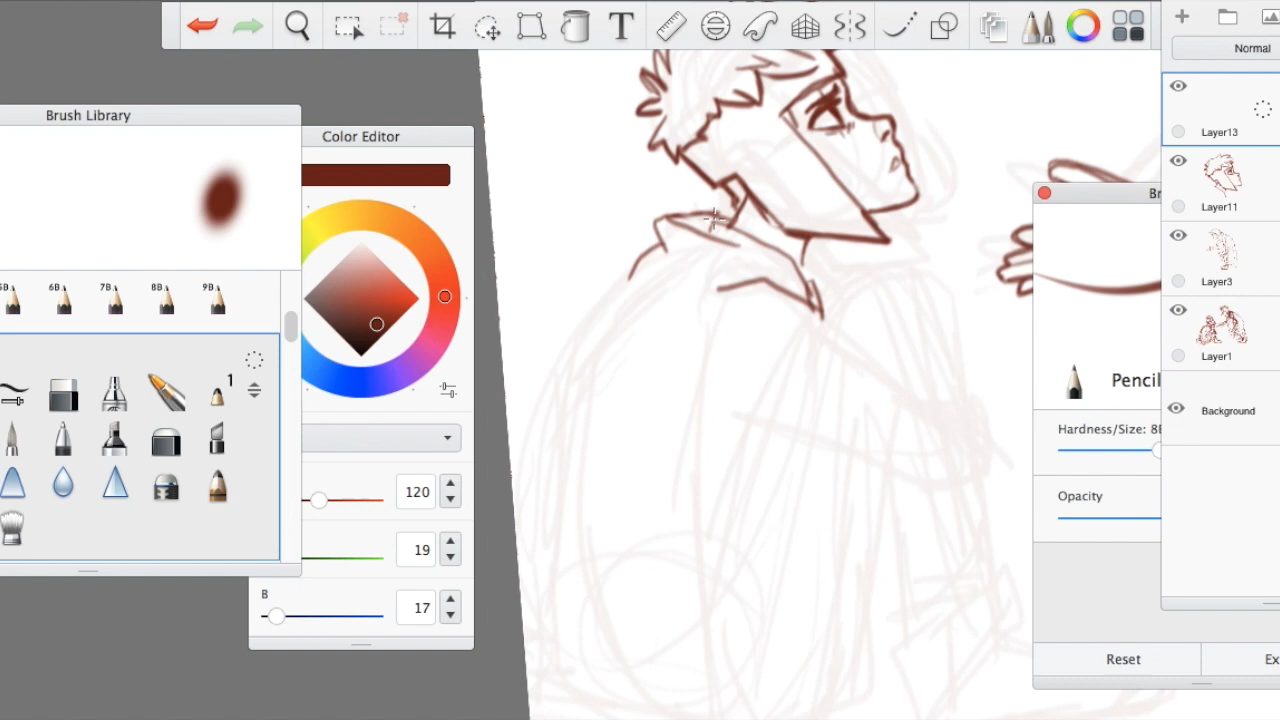 T
Normal
Brush Library
Color Editor
Layer13
Layer11
Layer3
Layer1
Background
6B
7B
8B
9B
1
Pencil
Hardness/Size: 8B
Opacity
120
19
B
17
Reset